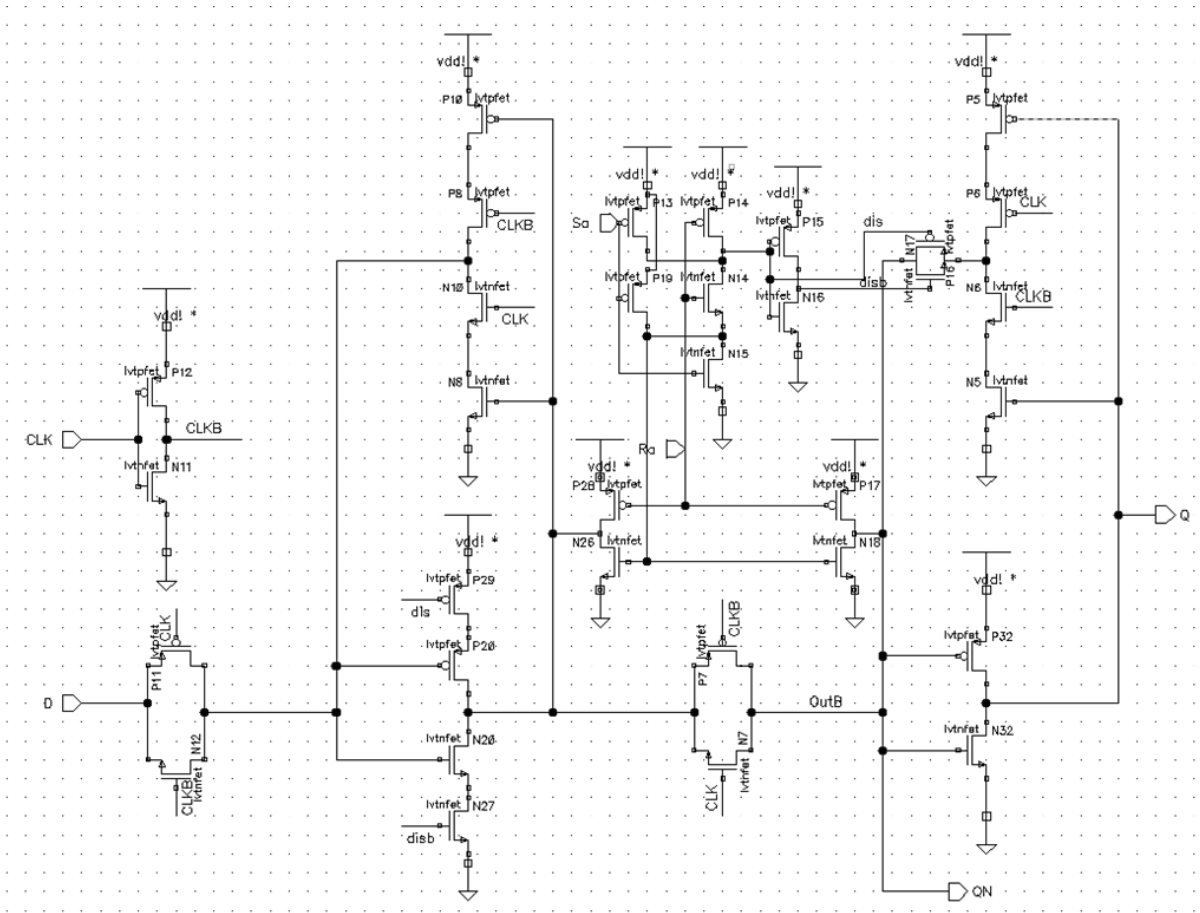 vdd! *
P10 lvtpfet
P8 lvtpfet
CLKB
N10 lvtnfet
CLK
N8 lvtnfet
vdd! *
P5 lvtpfet
P6 lvtpfet
CLK
N6 lvtnfet
CLKB
N5 lvtnfet
vdd! *
vdd! *
vdd! *
Sa
lvtpfet P13
lvtpfet P14
lvtpfet P15
lvtpfet P19
lvtnfet N14
lvtnfet N16
lvtnfet N15
dis
disb
N17
lvtnfet
P16
lvtpfet
Ra
vdd! *
lvtpfet P12
CLK
CLKB
lvtnfet N11
vdd! *
P28 lvtpfet
N26 lvtnfet
vdd! *
lvtpfet P17
lvtnfet N18
Q
vdd! *
lvtpfet P29
dis
lvtpfet P20
lvtnfet N20
lvtnfet N27
disb
CLK
lvtpfet
P11
D
N12
lvtnfet
CLKB
CLKB
lvtpfet
P7
OutB
N7
lvtnfet
CLK
vdd! *
lvtpfet P32
lvtnfet N32
QN